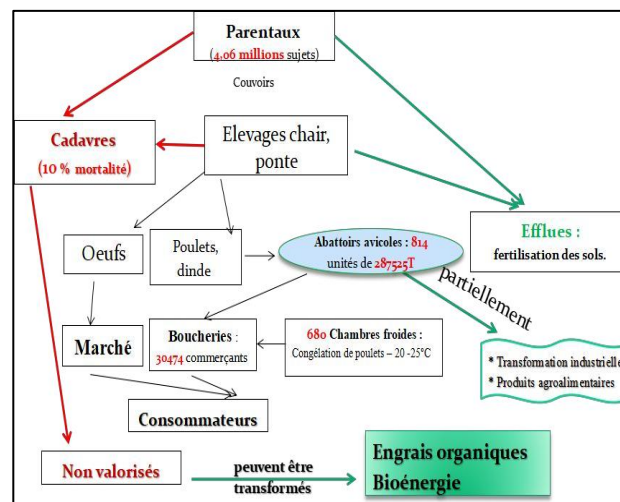 Parentaux
(4,06 millions sujets)
Couvoirs
Cadavres
(10 % mortalité)
Elevages chair,
ponte
Efflues :
fertilisation des sols.
Oeufs
Poulets,
dinde
Abattoirs avicoles : 814
unités de 287525T
partiellement
Marché
Boucheries :
30474 commerçants
680 Chambres froides :
Congélation de poulets – 20 -25°C
* Transformation industrielle
* Produits agroalimentaires
Consommateurs
Non valorisés
peuvent être
transformés
Engrais organiques
Bioénergie